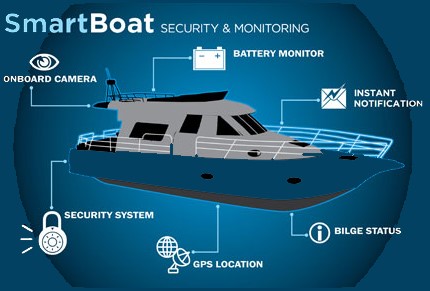 SmartBoat SECURITY & MONITORING
BATTERY MONITOR
ONBOARD CAMERA
INSTANT
NOTIFICATION
SECURITY SYSTEM
BILGE STATUS
GPS LOCATION